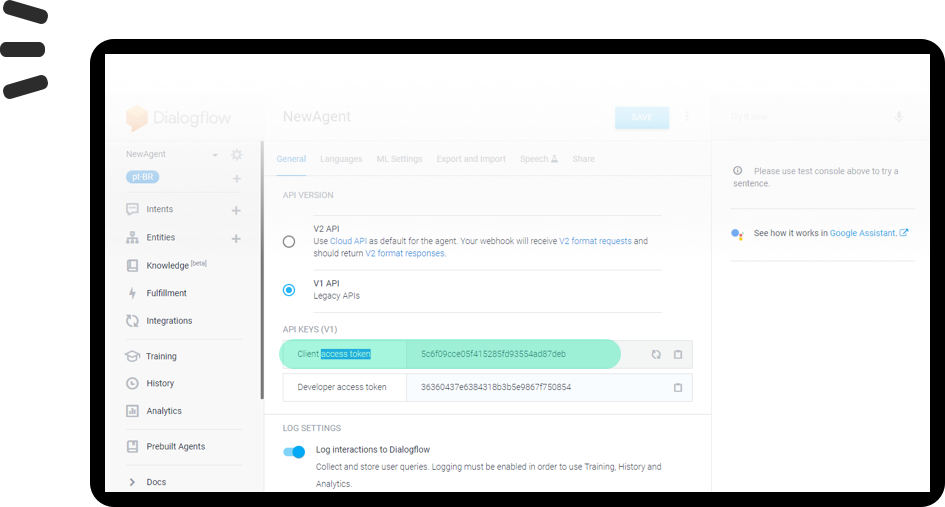 Dialogflow
NewAgent
SAVE
Try it now
NewAgent
pt-BR
Intents
Entities
Knowledge [beta]
Fulfillment
Integrations
Training
History
Analytics
Prebuilt Agents
Docs
General Languages ML Settings Export and Import Speech Share
API VERSION
V2 API
Use Cloud API as default for the agent. Your webhook will receive V2 format requests and
should return V2 format responses.
V1 API
Legacy APIs
API KEYS (V1)
Client access token 5c6f09cce05f415285fd93554ad87deb
Developer access token 36360437e6384318b3b5e9867f750854
LOG SETTINGS
Log interactions to Dialogflow
Collect and store user queries. Logging must be enabled in order to use Training, History and
Analytics.
Please use test console above to try a
sentence.
See how it works in Google Assistant.